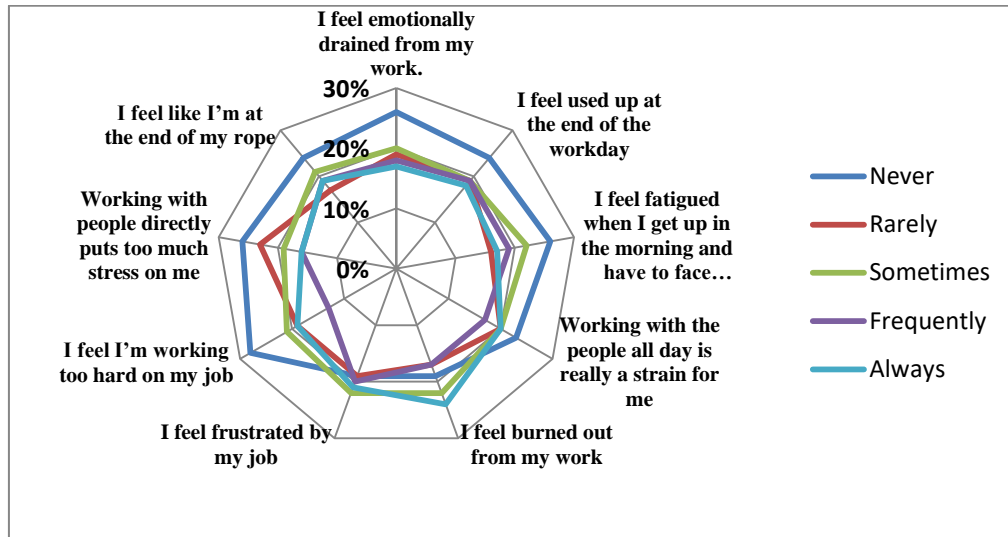 I feel emotionally
drained from my
work.
30%
20%
10%
0%
I feel used up at
the end of the
workday
I feel fatigued
when I get up in
the morning and
have to face…
Working with the
people all day is
really a strain for
me
I feel burned out
from my work
I feel frustrated by
my job
I feel I’m working
too hard on my job
Working with
people directly
puts too much
stress on me
I feel like I’m at
the end of my rope
Never
Rarely
Sometimes
Frequently
Always